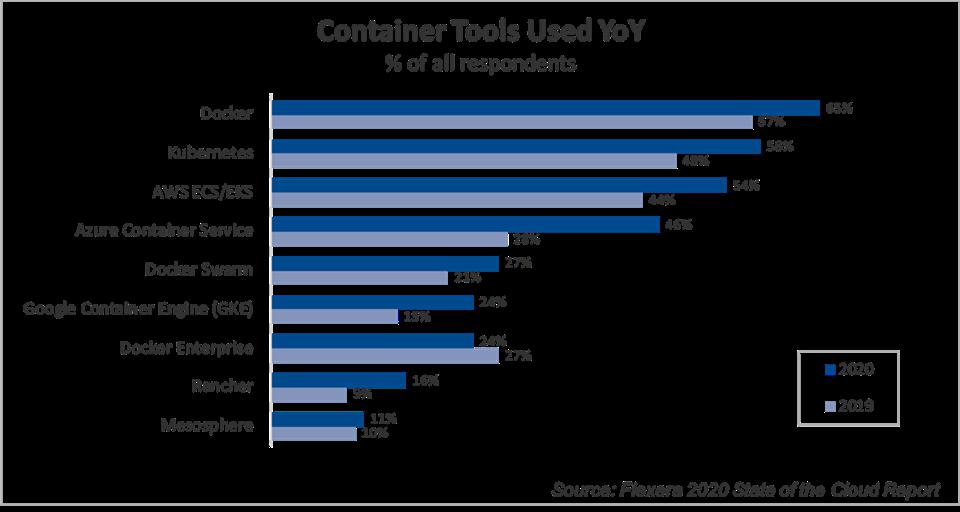 Container Tools Used YoY
% of all respondents
Docker
65%
57%
Kubernetes
58%
48%
AWS ECS/EKS
54%
44%
Azure Container Service
46%
28%
Docker Swarm
27%
21%
Google Container Engine (GKE)
24%
15%
Docker Enterprise
24%
27%
Rancher
16%
9%
Mesosphere
11%
10%
2020
2019
Source: Flexera 2020 State of the Cloud Report